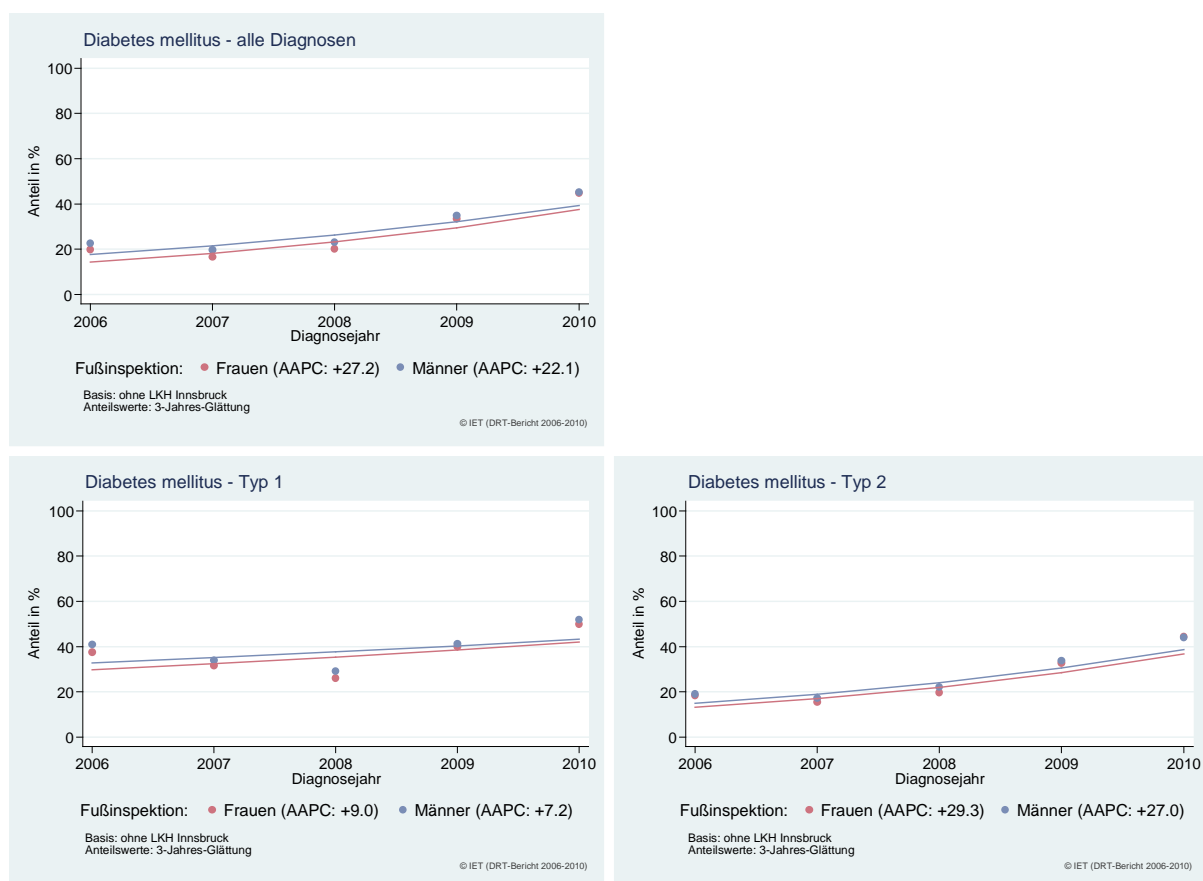 Diabetes mellitus - alle Diagnosen
100
80
60
40
20
0
Anteil in %
2006 2007 2008 2009 2010
Diagnosejahr
Fußinspektion: Frauen (AAPC: +27.2) Männer (AAPC: +22.1)
Basis: ohne LKH Innsbruck
Anteilswerte: 3-Jahres-Glättung
© IET (DRT-Bericht 2006-2010)
Diabetes mellitus - Typ 1
100
80
60
40
20
0
Anteil in %
2006 2007 2008 2009 2010
Diagnosejahr
Fußinspektion: Frauen (AAPC: +9.0) Männer (AAPC: +7.2)
Basis: ohne LKH Innsbruck
Anteilswerte: 3-Jahres-Glättung
© IET (DRT-Bericht 2006-2010)
Diabetes mellitus - Typ 2
100
80
60
40
20
0
Anteil in %
2006 2007 2008 2009 2010
Diagnosejahr
Fußinspektion: Frauen (AAPC: +29.3) Männer (AAPC: +27.0)
Basis: ohne LKH Innsbruck
Anteilswerte: 3-Jahres-Glättung
© IET (DRT-Bericht 2006-2010)